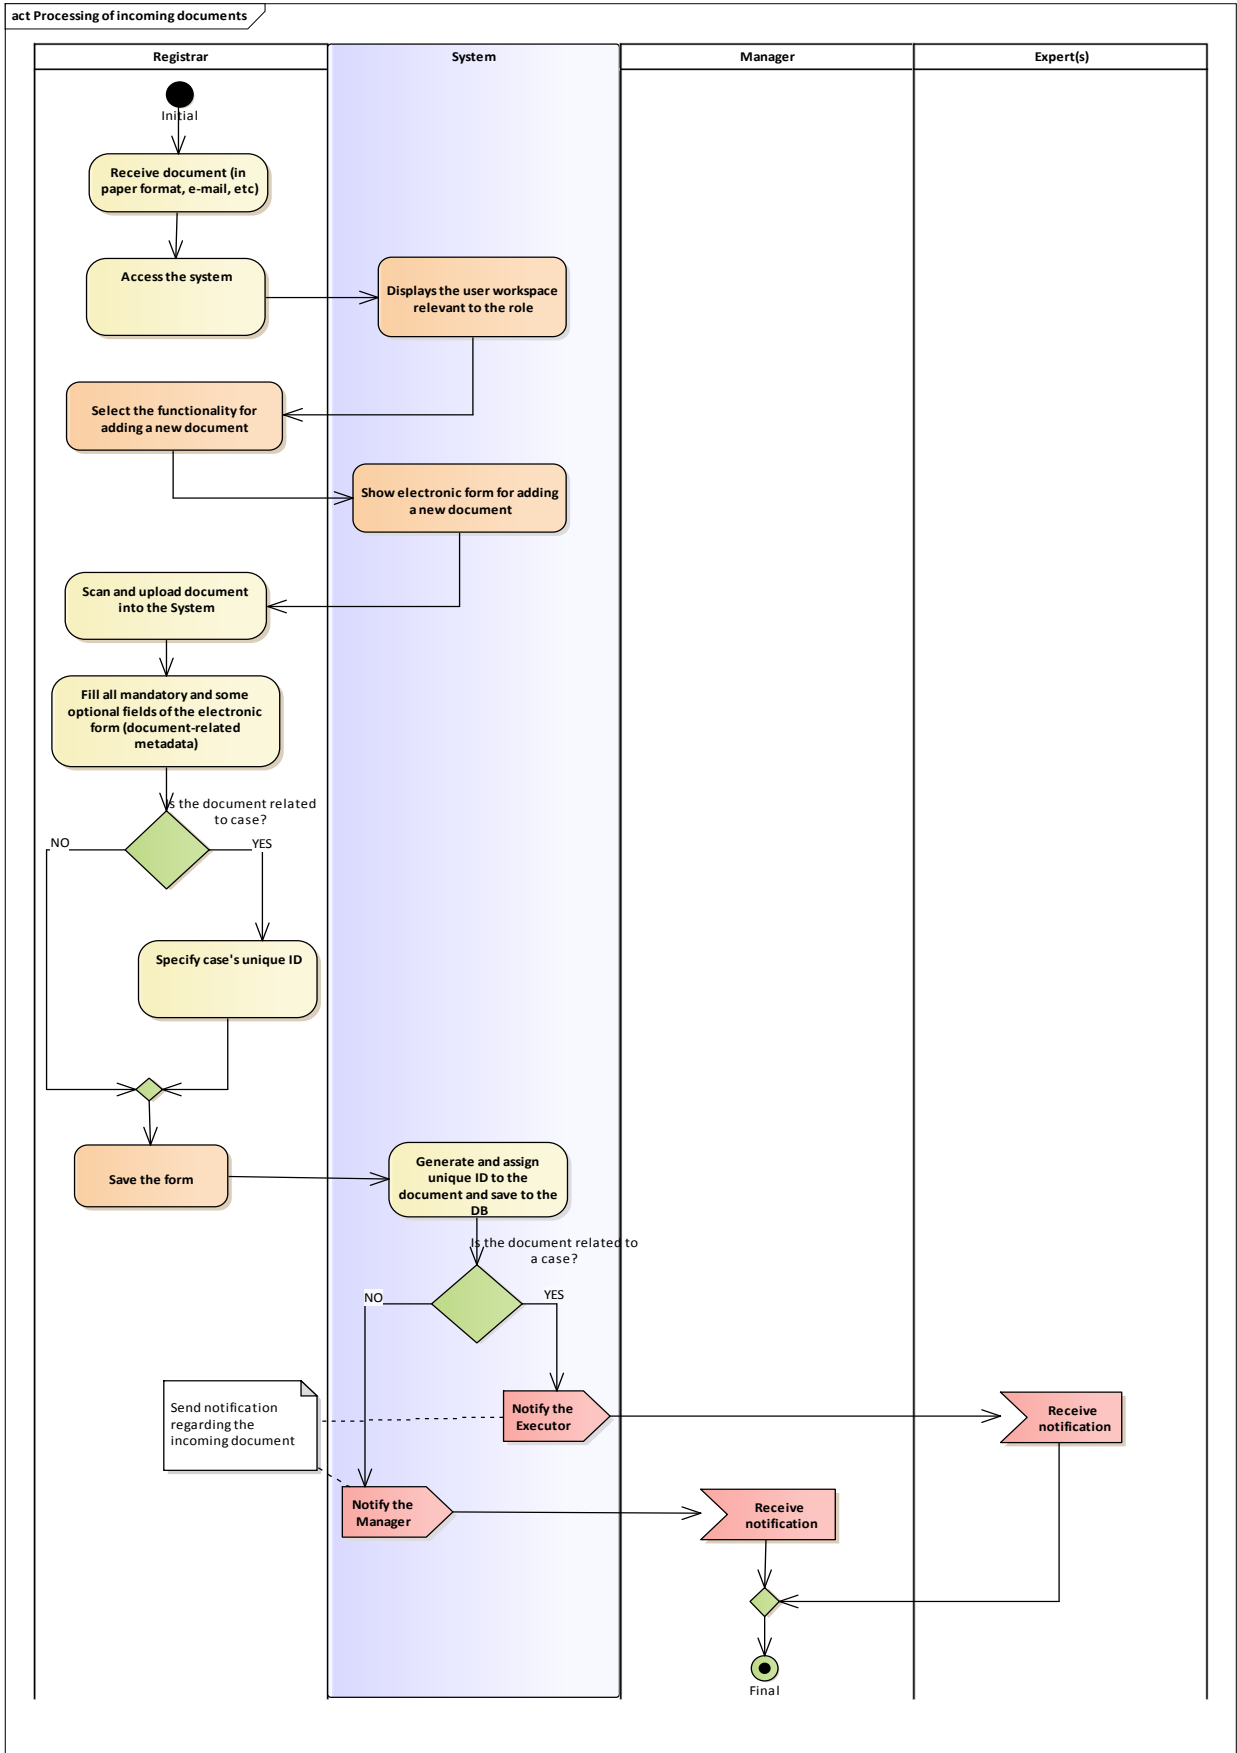 act Processing of incoming documents
Registrar
System
Manager
Expert(s)
Initial
Receive document (in
paper format, e-mail, etc)
Access the system
Displays the user workspace
relevant to the role
Select the functionality for
adding a new document
Show electronic form for adding
a new document
Scan and upload document
into the System
Fill all mandatory and some
optional fields of the electronic
form (document-related
metadata)
Is the document related
to case?
NO
YES
Specify case's unique ID
Save the form
Generate and assign
unique ID to the
document and save to the
DB
Is the document related to
a case?
NO
YES
Send notification
regarding the
incoming document
Notify the
Executor
Receive
notification
Notify the
Manager
Receive
notification
Final